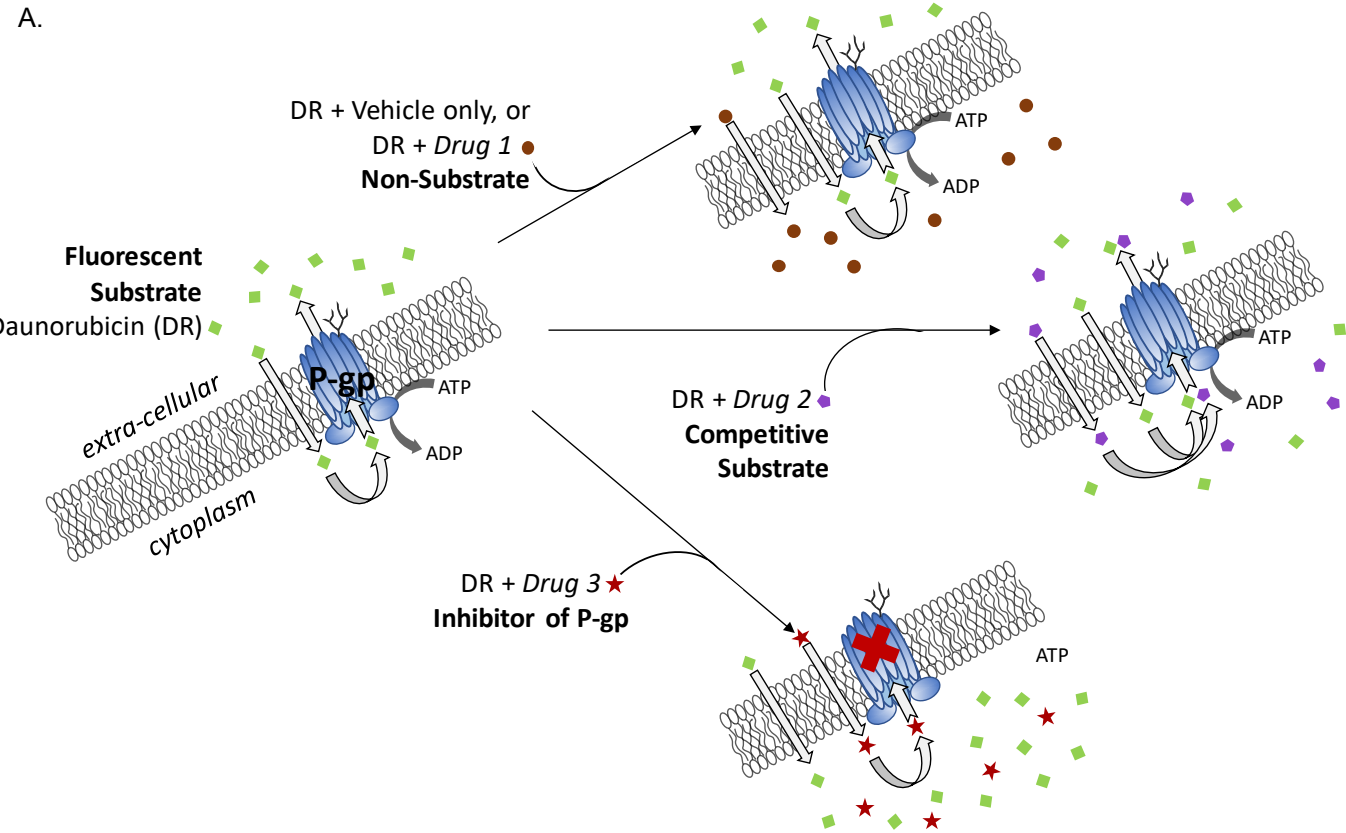 A.
DR + Vehicle only, or
DR + Drug 1
Non-Substrate
ATP
ADP
Fluorescent
Substrate
Daunorubicin (DR)
P-gp
ATP
ADP
extra-cellular
cytoplasm
DR + Drug 2
Competitive
Substrate
ATP
ADP
DR + Drug 3
Inhibitor of P-gp
ATP